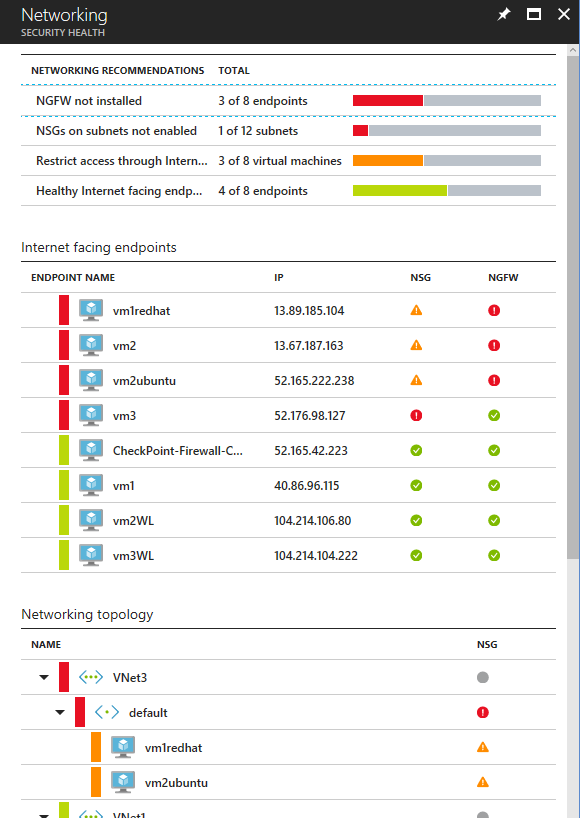 Networking
SECURITY HEALTH
NETWORKING RECOMMENDATIONS TOTAL
NGFW not installed 3 of 8 endpoints
NSGs on subnets not enabled 1 of 12 subnets
Restrict access through Intern... 3 of 8 virtual machines
Healthy Internet facing endp... 4 of 8 endpoints
Internet facing endpoints
ENDPOINT NAME IP NSG NGFW
vm1redhat 13.89.185.104
vm2 13.67.187.163
vm2ubuntu 52.165.222.238
vm3 52.176.98.127
CheckPoint-Firewall-C... 52.165.42.223
vm1 40.86.96.115
vm2WL 104.214.106.80
vm3WL 104.214.104.222
Networking topology
NAME NSG
VNet3
default
vm1redhat
vm2ubuntu
VNet1